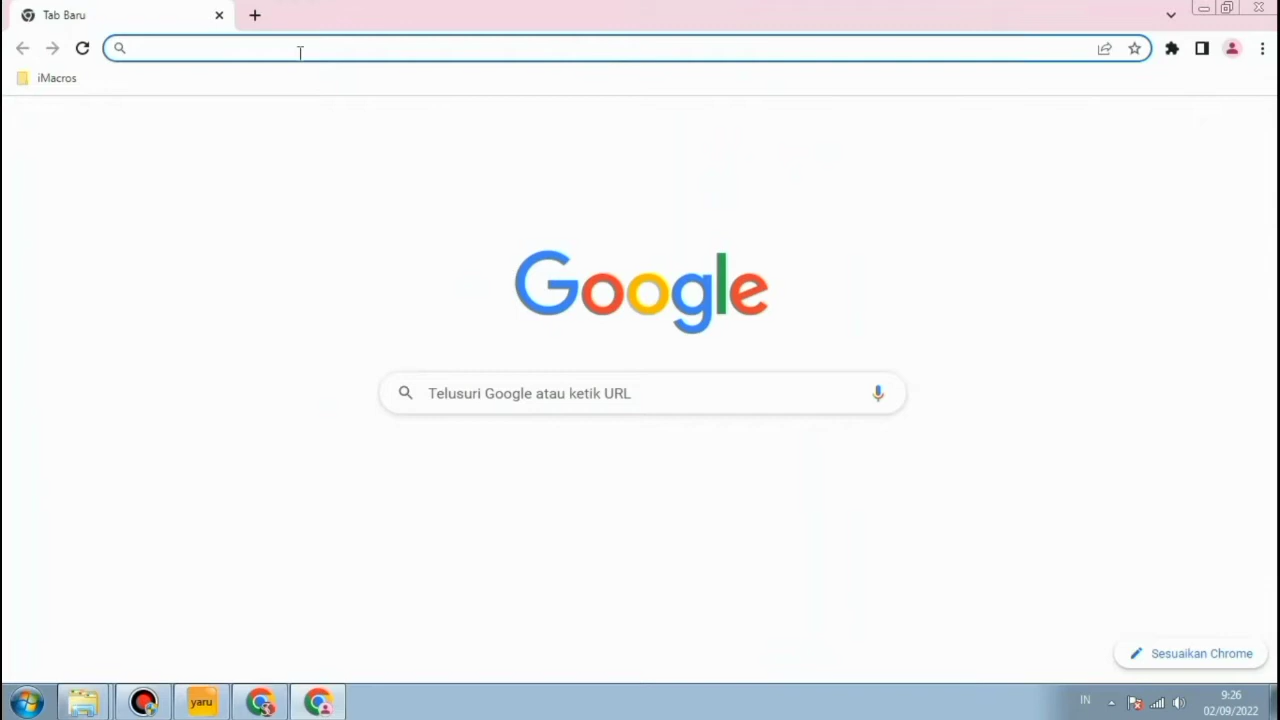 Tab Baru
iMacros
Google
Telusuri Google atau ketik URL
Sesuaikan Chrome
yaru
IN
9:26
02/09/2022